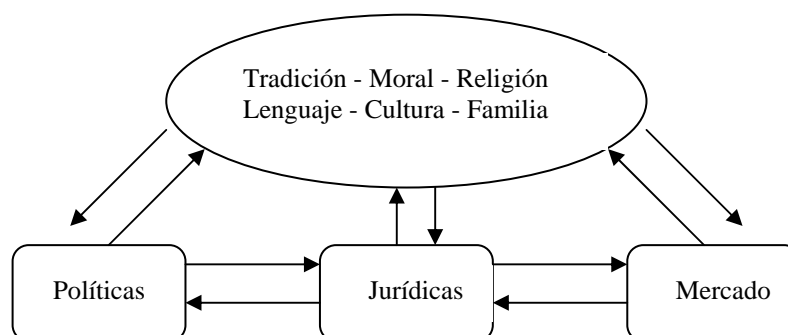 Tradición - Moral - Religión
Lenguaje - Cultura - Familia
Políticas
Jurídicas
Mercado